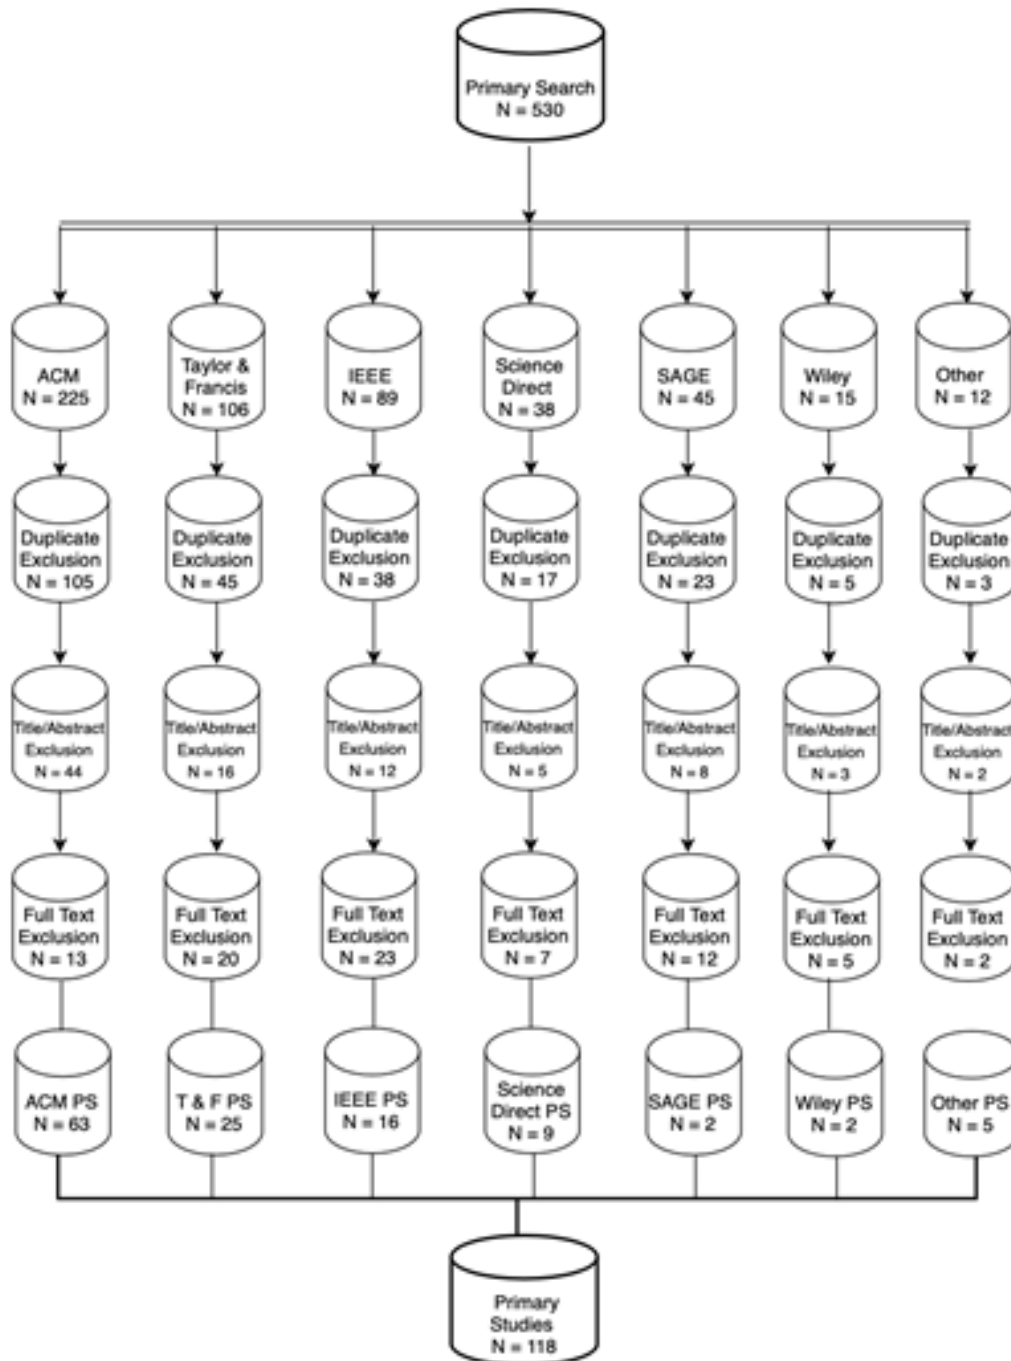 Primary Search
N = 530
ACM
N = 225
Taylor &
Francis
N = 106
IEEE
N = 89
Science
Direct
N = 38
SAGE
N = 45
Wiley
N = 15
Other
N = 12
Duplicate
Exclusion
N = 105
Duplicate
Exclusion
N = 45
Duplicate
Exclusion
N = 38
Duplicate
Exclusion
N = 17
Duplicate
Exclusion
N = 23
Duplicate
Exclusion
N = 5
Duplicate
Exclusion
N = 3
Title/Abstract
Exclusion
N = 44
Title/Abstract
Exclusion
N = 16
Title/Abstract
Exclusion
N = 12
Title/Abstract
Exclusion
N = 5
Title/Abstract
Exclusion
N = 8
Title/Abstract
Exclusion
N = 3
Title/Abstract
Exclusion
N = 2
Full Text
Exclusion
N = 13
Full Text
Exclusion
N = 20
Full Text
Exclusion
N = 23
Full Text
Exclusion
N = 7
Full Text
Exclusion
N = 12
Full Text
Exclusion
N = 5
Full Text
Exclusion
N = 2
ACM PS
N = 63
T & F PS
N = 25
IEEE PS
N = 16
Science
Direct PS
N = 9
SAGE PS
N = 2
Wiley PS
N = 2
Other PS
N = 5
Primary
Studies
N = 118